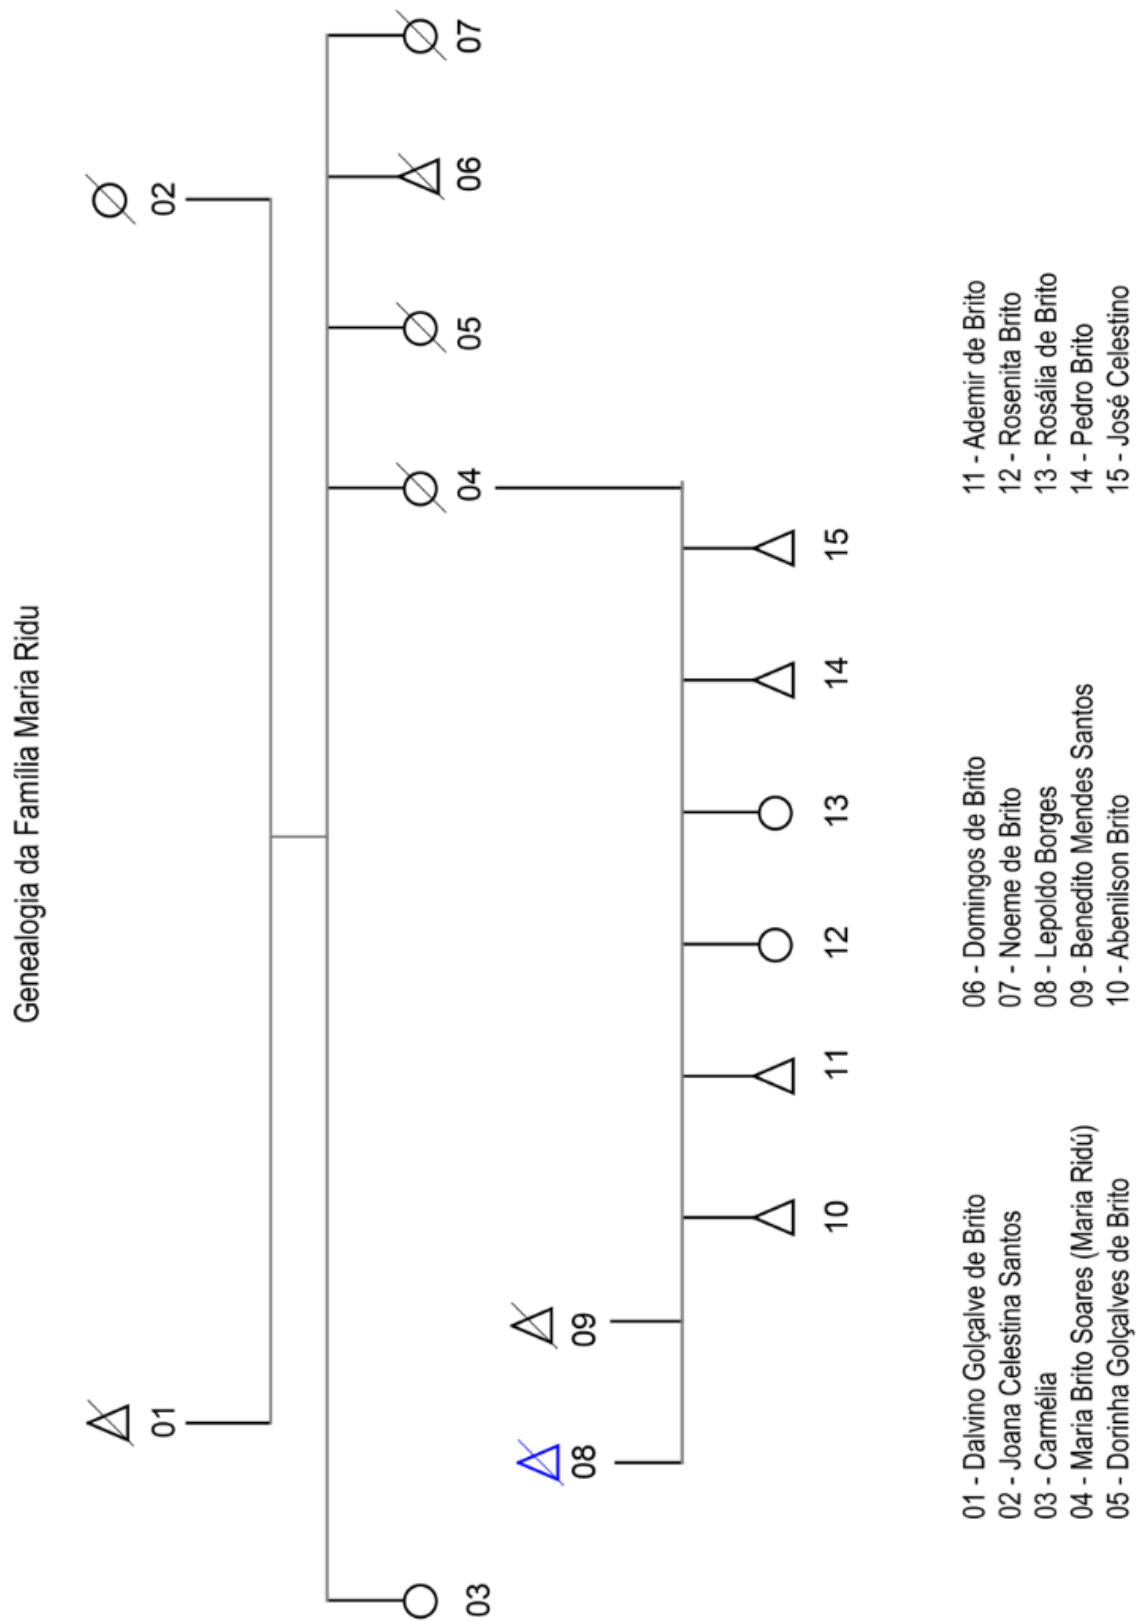 Genealogia da Família Maria Ridu
01
02
03
04
05
06
07
08
09
10
11
12
13
14
15
01 - Dalvino Golçalve de Brito
02 - Joana Celestina Santos
03 - Carmélia
04 - Maria Brito Soares (Maria Ridú)
05 - Dorinha Golçalves de Brito
06 - Domingos de Brito
07 - Noeme de Brito
08 - Lepoldo Borges
09 - Benedito Mendes Santos
10 - Abenilson Brito
11 - Ademir de Brito
12 - Rosenita Brito
13 - Rosália de Brito
14 - Pedro Brito
15 - José Celestino